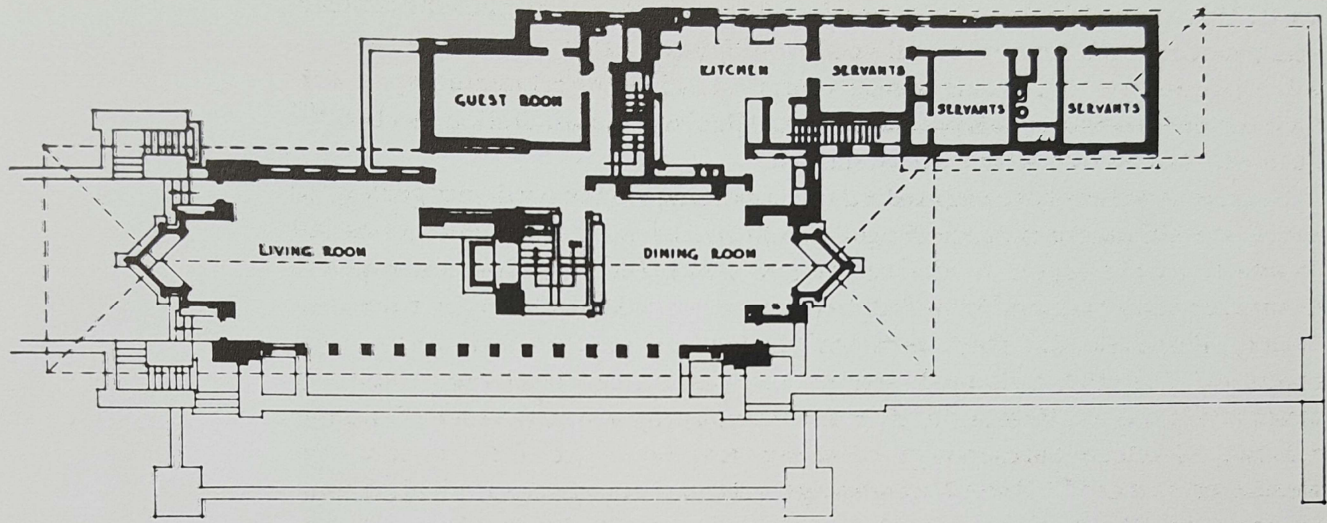 KITCHEN
SERVANTS
GUEST ROOM
SERVANTS
SERVANTS
LIVING ROOM
DINING ROOM